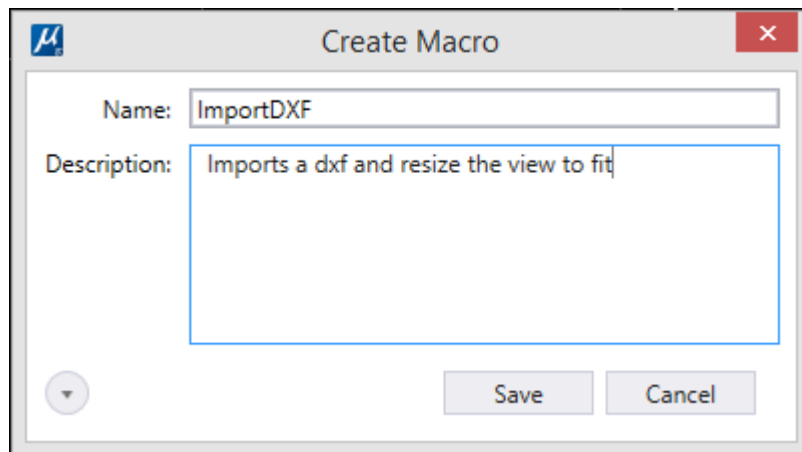 Create Macro
Name: ImportDXF
Description: Imports a dxf and resize the view to fit
Save Cancel